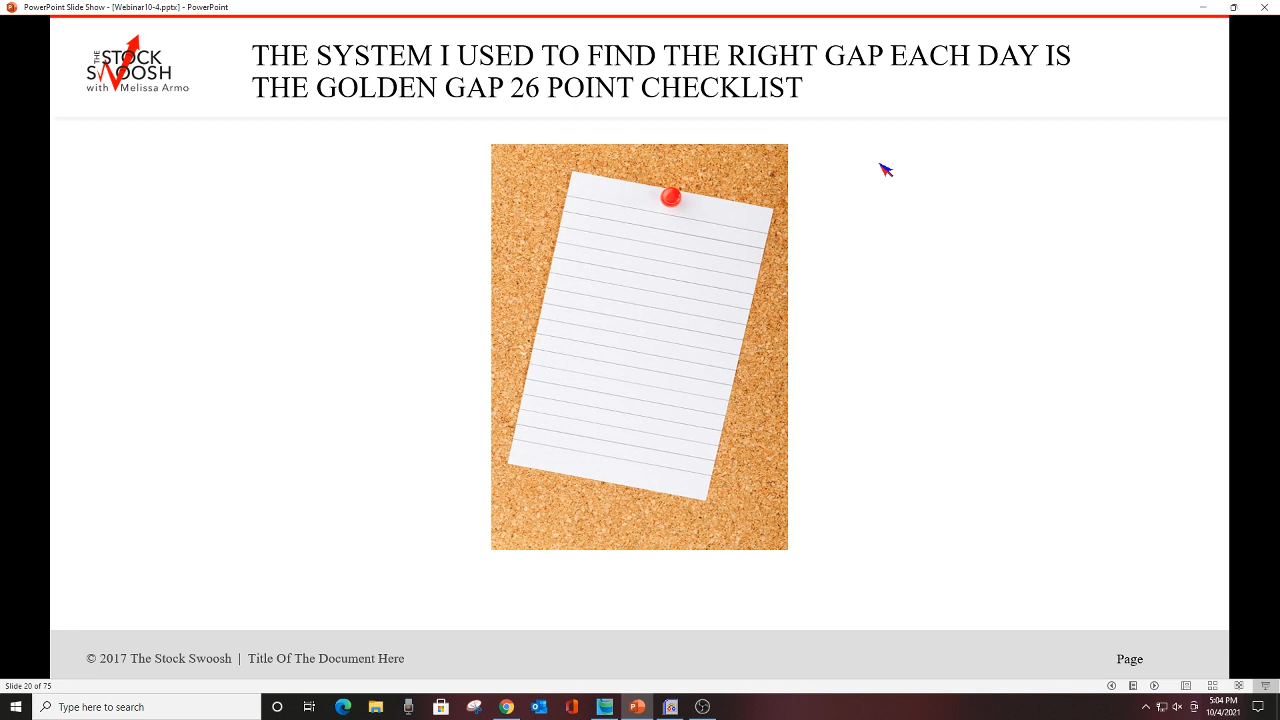 PowerPoint Slide Show - [Webinar10-4.pptx] - PowerPoint
THE
STOCK
SWOOSH
with Melissa Armo
THE SYSTEM I USED TO FIND THE RIGHT GAP EACH DAY IS
THE GOLDEN GAP 26 POINT CHECKLIST
© 2017 The Stock Swoosh | Title Of The Document Here
Page
Slide 20 of 75
Type here to search
5:04 PM
10/4/2021